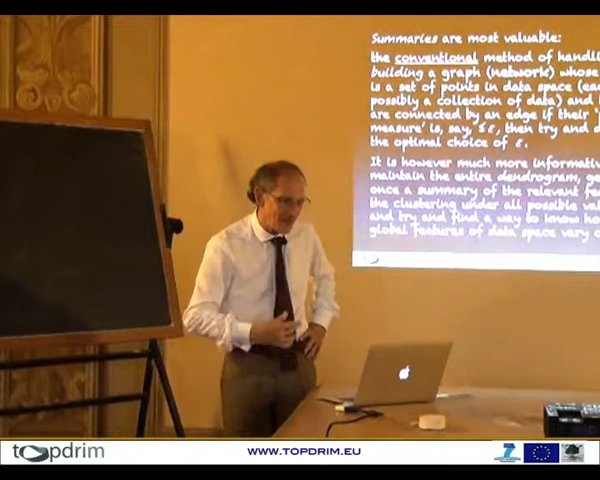 Summaries are most valuable:
the conventional method of handli
building a graph (network) whose
is a set of points in data space (ea
possibly a collection of data) and
are connected by an edge if their
measure' is, say, ≤ε, then try and d
the optimal choice of ε.
It is however much more informativ
maintain the entire dendrogram, ge
once a summary of the relevant fe
the clustering under all possible val
and try and find a way to know ho
global features of data space vary
topdrim
WWW.TOPDRIM.EU
7